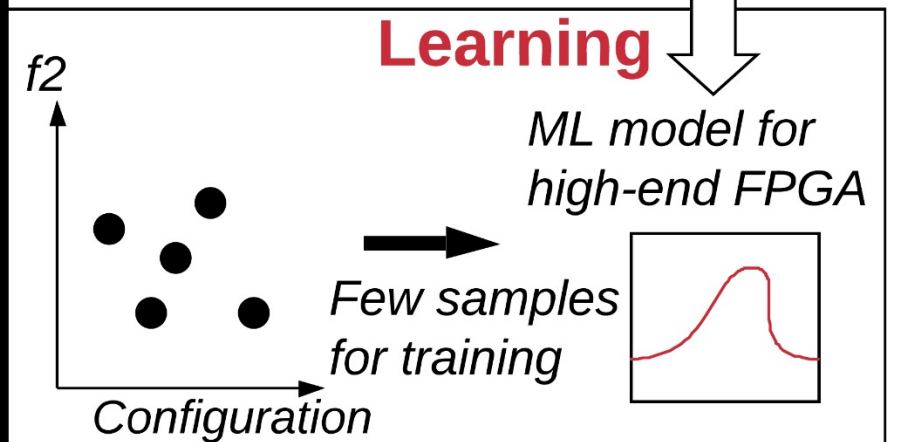 Learning
f2
ML model for
high-end FPGA
Few samples
for training
Configuration